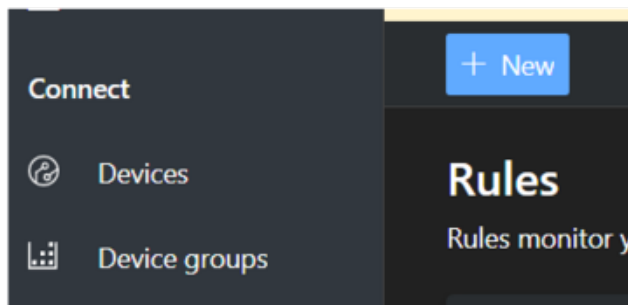 Connect
Devices
Device groups
+ New
Rules
Rules monitor y